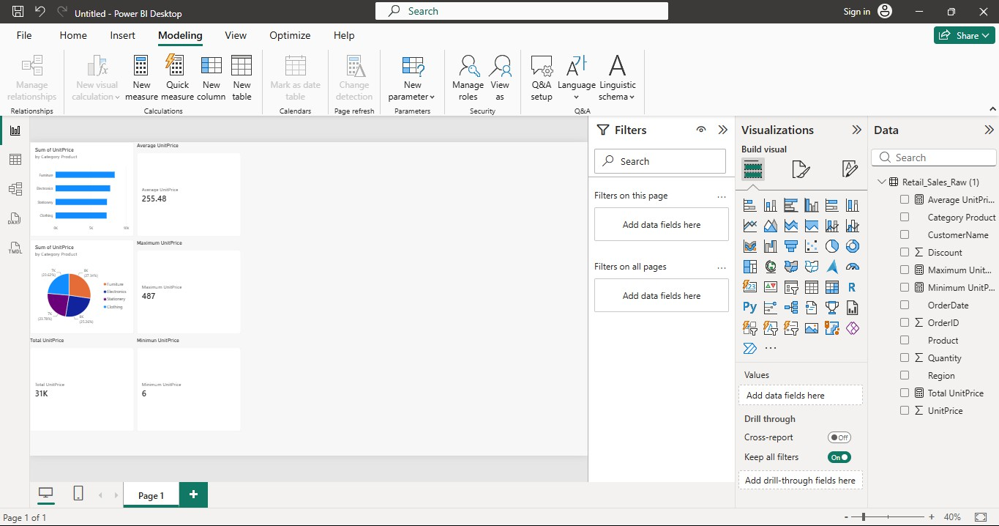 Untitled - Power BI Desktop
Search
Sign in
File Home Insert Modeling View Optimize Help
Share
Manage relationships
New visual calculation
New measure
Quick measure
New column
New table
Mark as date table
Change detection
New parameter
Manage roles
View as
Q&A setup
Language
Linguistic schema
Relationships
Calculations
Calendars
Page refresh
Parameters
Security
Q&A
DAX
TMDL
Sum of UnitPrice
by Category Product
Furniture
Electronics
Stationery
Clothing
0K 5K 10K
Average UnitPrice
Average UnitPrice
255.48
Sum of UnitPrice
by Category Product
7K
(23.62%)
8K
(27.34%)
7K
(23.78%)
8K
(25.26%)
Furniture
Electronics
Stationery
Clothing
Maximum UnitPrice
Maximum UnitPrice
487
Total UnitPrice
Total UnitPrice
31K
Minimun UnitPrice
Minimum UnitPrice
6
Filters
Search
Filters on this page
...
Add data fields here
Filters on all pages
...
Add data fields here
Visualizations
Build visual
123
R
Py
...
Values
Add data fields here
Drill through
Cross-report
Off
Keep all filters
On
Add drill-through fields here
Data
Search
Retail_Sales_Raw (1)
Average UnitPri...
Category Product
CustomerName
Discount
Maximum Unit...
Minimum UnitP...
OrderDate
OrderID
Product
Quantity
Region
Total UnitPrice
UnitPrice
Page 1
+
Page 1 of 1
- + 40%